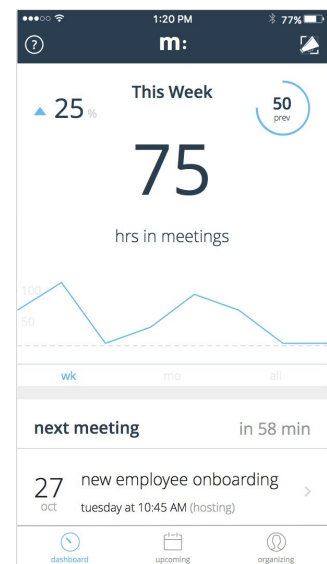 1:20 PM
77%
?
m:
This Week
25 %
50
prev
75
hrs in meetings
100
50
wk mo all
next meeting in 58 min
27
oct
new employee onboarding
tuesday at 10:45 AM (hosting)
dashboard upcoming organizing